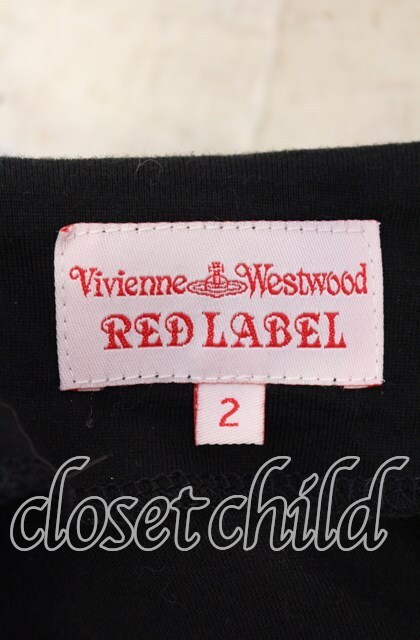 Vivienne Westwood
RED LABEL
2
closet child